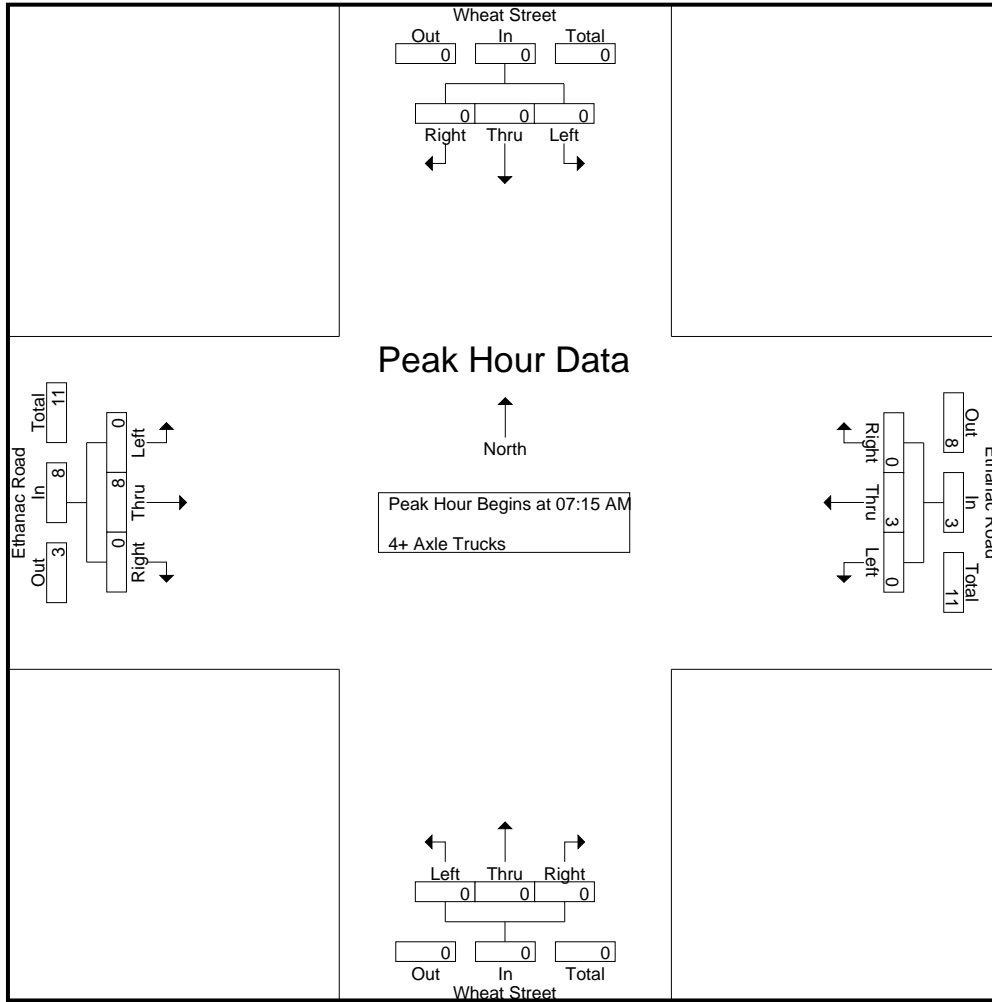 Wheat Street
Out In Total
0 0 0
0 0 0
Right Thru Left
Peak Hour Data
North
Peak Hour Begins at 07:15 AM
4+ Axle Trucks
Ethanac Road
Total In Out
11 8 3
0 8 0
Left Thru Right
Ethanac Road
Out In Total
8 3 11
0 3 0
Right Thru Left
Left Thru Right
0 0 0
0 0 0
Out In Total
Wheat Street